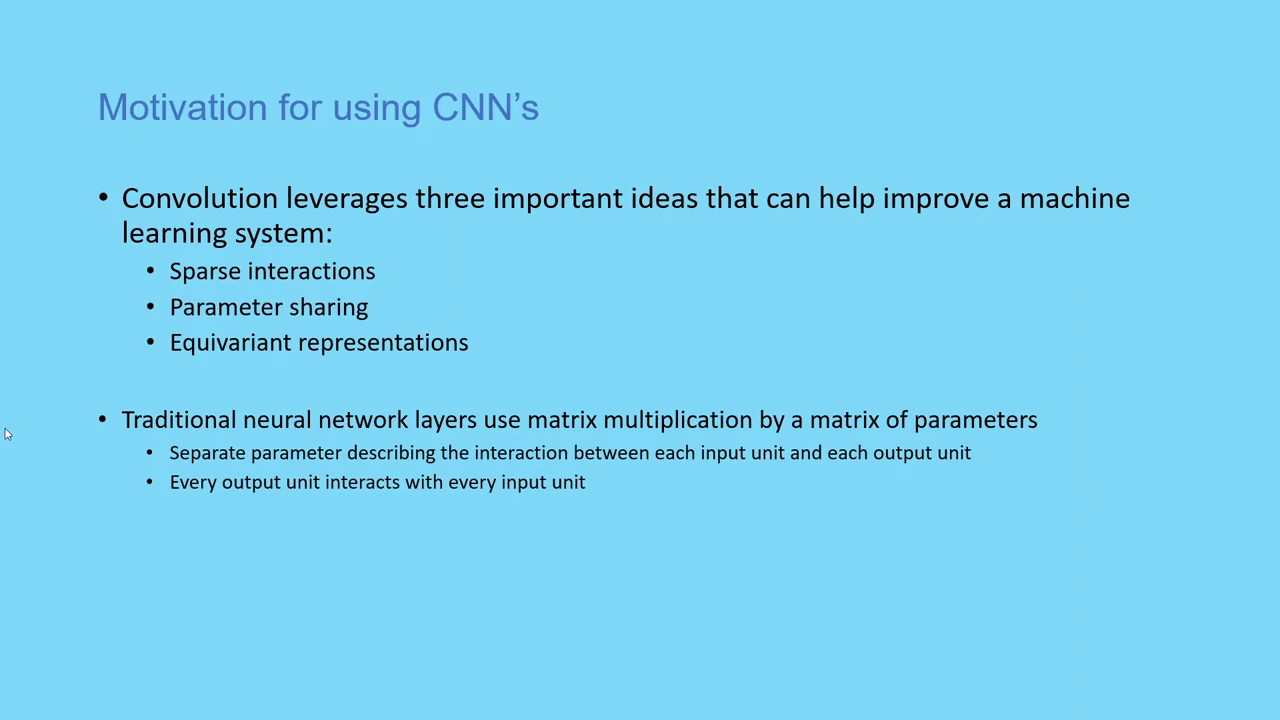 Motivation for using CNN’s
• Convolution leverages three important ideas that can help improve a machine
learning system:
• Sparse interactions
• Parameter sharing
• Equivariant representations
• Traditional neural network layers use matrix multiplication by a matrix of parameters
• Separate parameter describing the interaction between each input unit and each output unit
• Every output unit interacts with every input unit